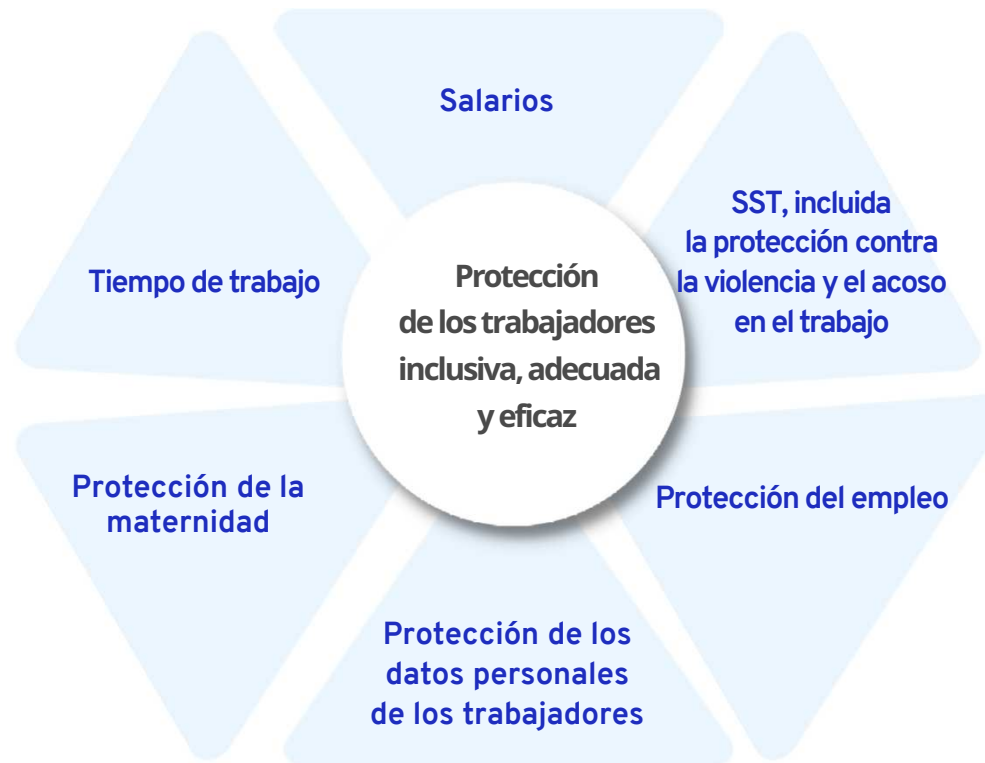 Salarios
SST, incluida
la protección contra
la violencia y el acoso
en el trabajo
Tiempo de trabajo
Protección
de los trabajadores
inclusiva, adecuada
y eficaz
Protección de la
maternidad
Protección del empleo
Protección de los
datos personales
de los trabajadores